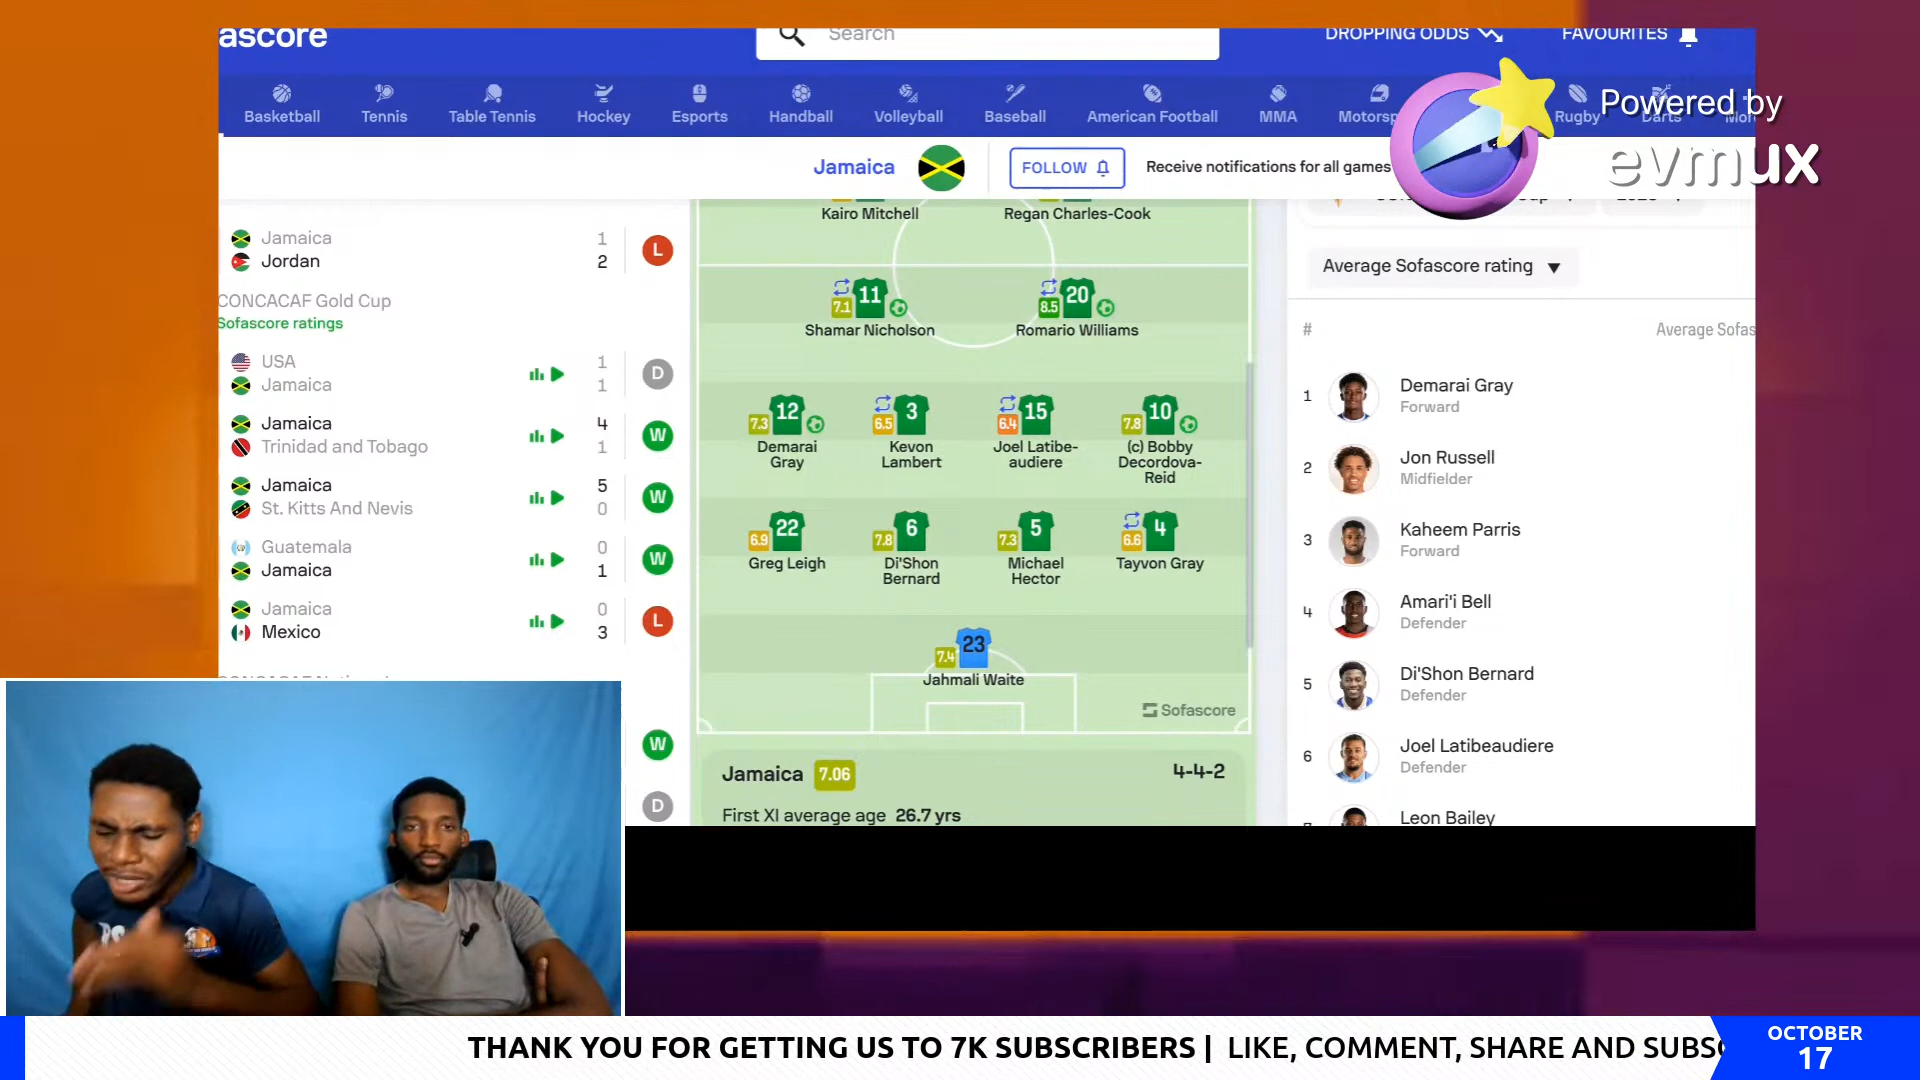 ascore
Search
DROPPING ODDS
FAVOURITES
Basketball
Tennis
Table Tennis
Hockey
Esports
Handball
Volleyball
Baseball
American Football
MMA
Motorsp
Rugby
Darts
Powered by
evmux
Jamaica
FOLLOW
Receive notifications for all games
Jamaica 1
Jordan 2
L
CONCACAF Gold Cup
Sofascore ratings
USA 1
Jamaica 1
D
Jamaica 4
Trinidad and Tobago 1
W
Jamaica 5
St. Kitts And Nevis 0
W
Guatemala 0
Jamaica 1
W
Jamaica 0
Mexico 3
L
W
D
Kairo Mitchell
Regan Charles-Cook
11
7.1
Shamar Nicholson
20
8.5
Romario Williams
12
7.3
Demarai
Gray
3
6.5
Kevon
Lambert
15
6.4
Joel Latibe-
audiere
10
7.8
(c) Bobby
Decordova-
Reid
22
6.9
Greg Leigh
6
7.8
Di'Shon
Bernard
5
7.3
Michael
Hector
4
6.6
Tayvon Gray
23
7.4
Jahmali Waite
Sofascore
Jamaica 7.06
4-4-2
First XI average age 26.7 yrs
Average Sofascore rating
# Average Sofas
1 Demarai Gray
Forward
2 Jon Russell
Midfielder
3 Kaheem Parris
Forward
4 Amari'i Bell
Defender
5 Di'Shon Bernard
Defender
6 Joel Latibeaudiere
Defender
Leon Bailey
THANK YOU FOR GETTING US TO 7K SUBSCRIBERS | LIKE, COMMENT, SHARE AND SUBSC
OCTOBER
17